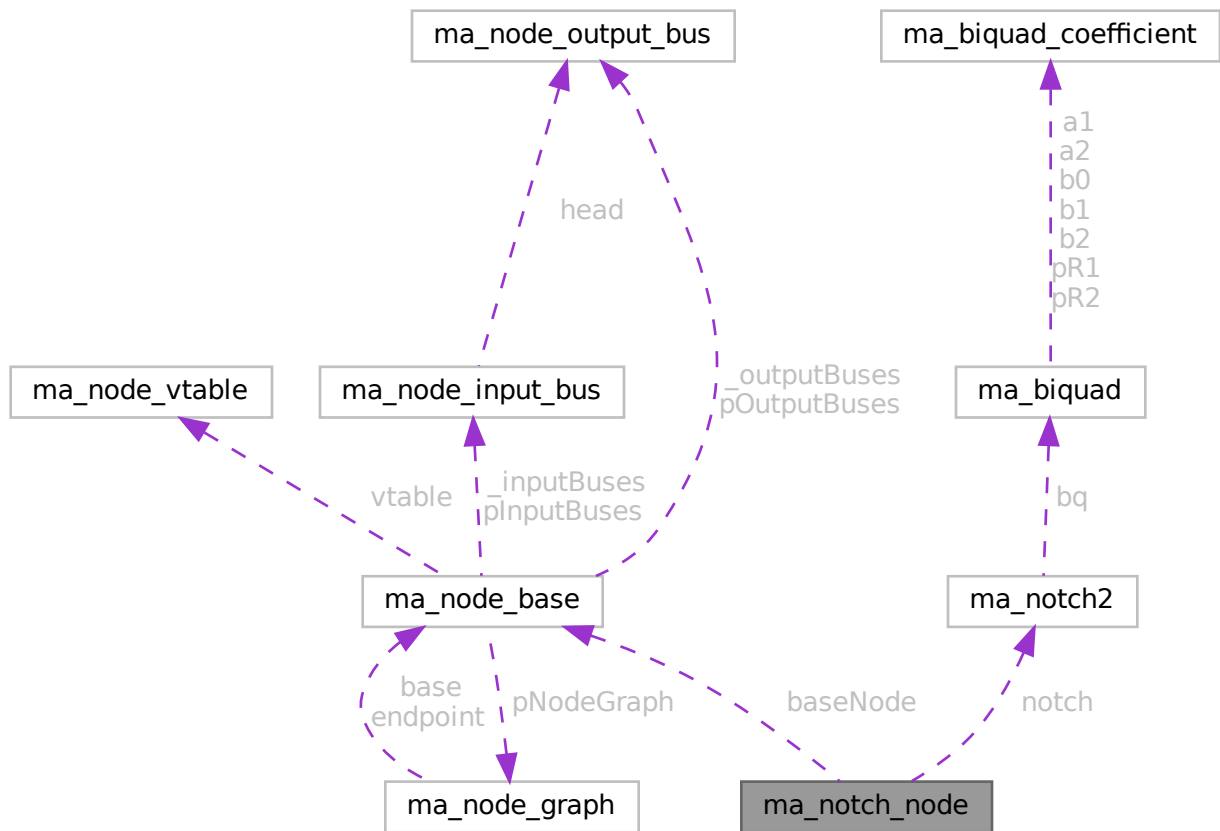 ma_node_output_bus
ma_biquad_coefficient
a1
a2
b0
b1
b2
pR1
pR2
head
ma_node_vtable
ma_node_input_bus
_outputBuses
pOutputBuses
ma_biquad
vtable
_inputBuses
pInputBuses
bq
ma_node_base
ma_notch2
base
endpoint
pNodeGraph
baseNode
notch
ma_node_graph
ma_notch_node